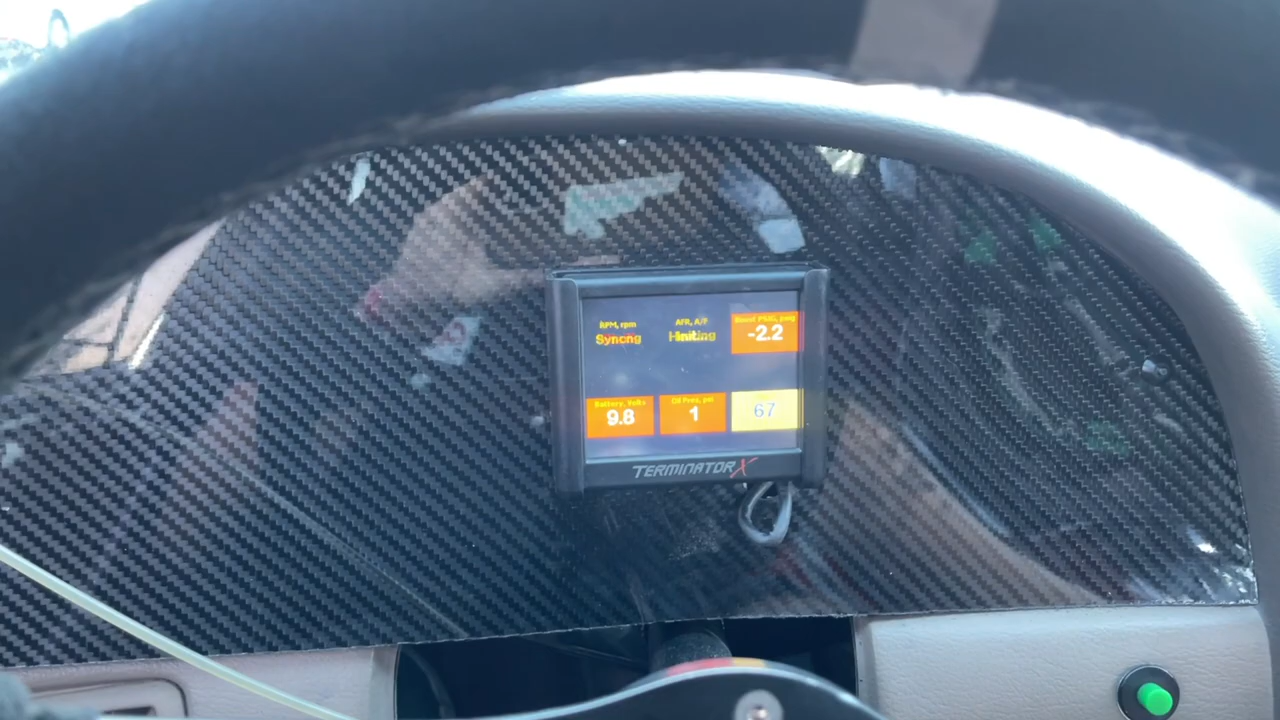 RPM, rpm
AFR, A/F
Boost PSIG, psig
Syncng
-2.2
Battery, Volts
Oil Pres, psi
9.8
1
67
TERMINATOR X